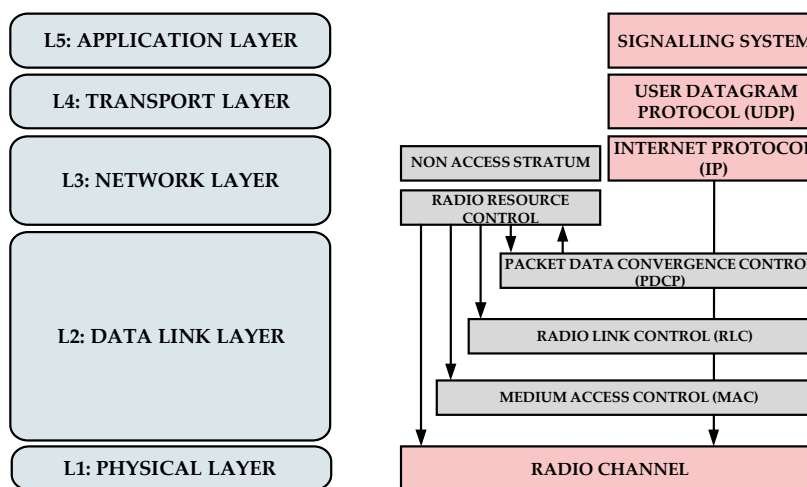 L5: APPLICATION LAYER
SIGNALLING SYSTEM
L4: TRANSPORT LAYER
USER DATAGRAM
PROTOCOL (UDP)
L3: NETWORK LAYER
NON ACCESS STRATUM
INTERNET PROTOCOL
(IP)
RADIO RESOURCE
CONTROL
L2: DATA LINK LAYER
PACKET DATA CONVERGENCE CONTROL
(PDCP)
RADIO LINK CONTROL (RLC)
MEDIUM ACCESS CONTROL (MAC)
L1: PHYSICAL LAYER
RADIO CHANNEL